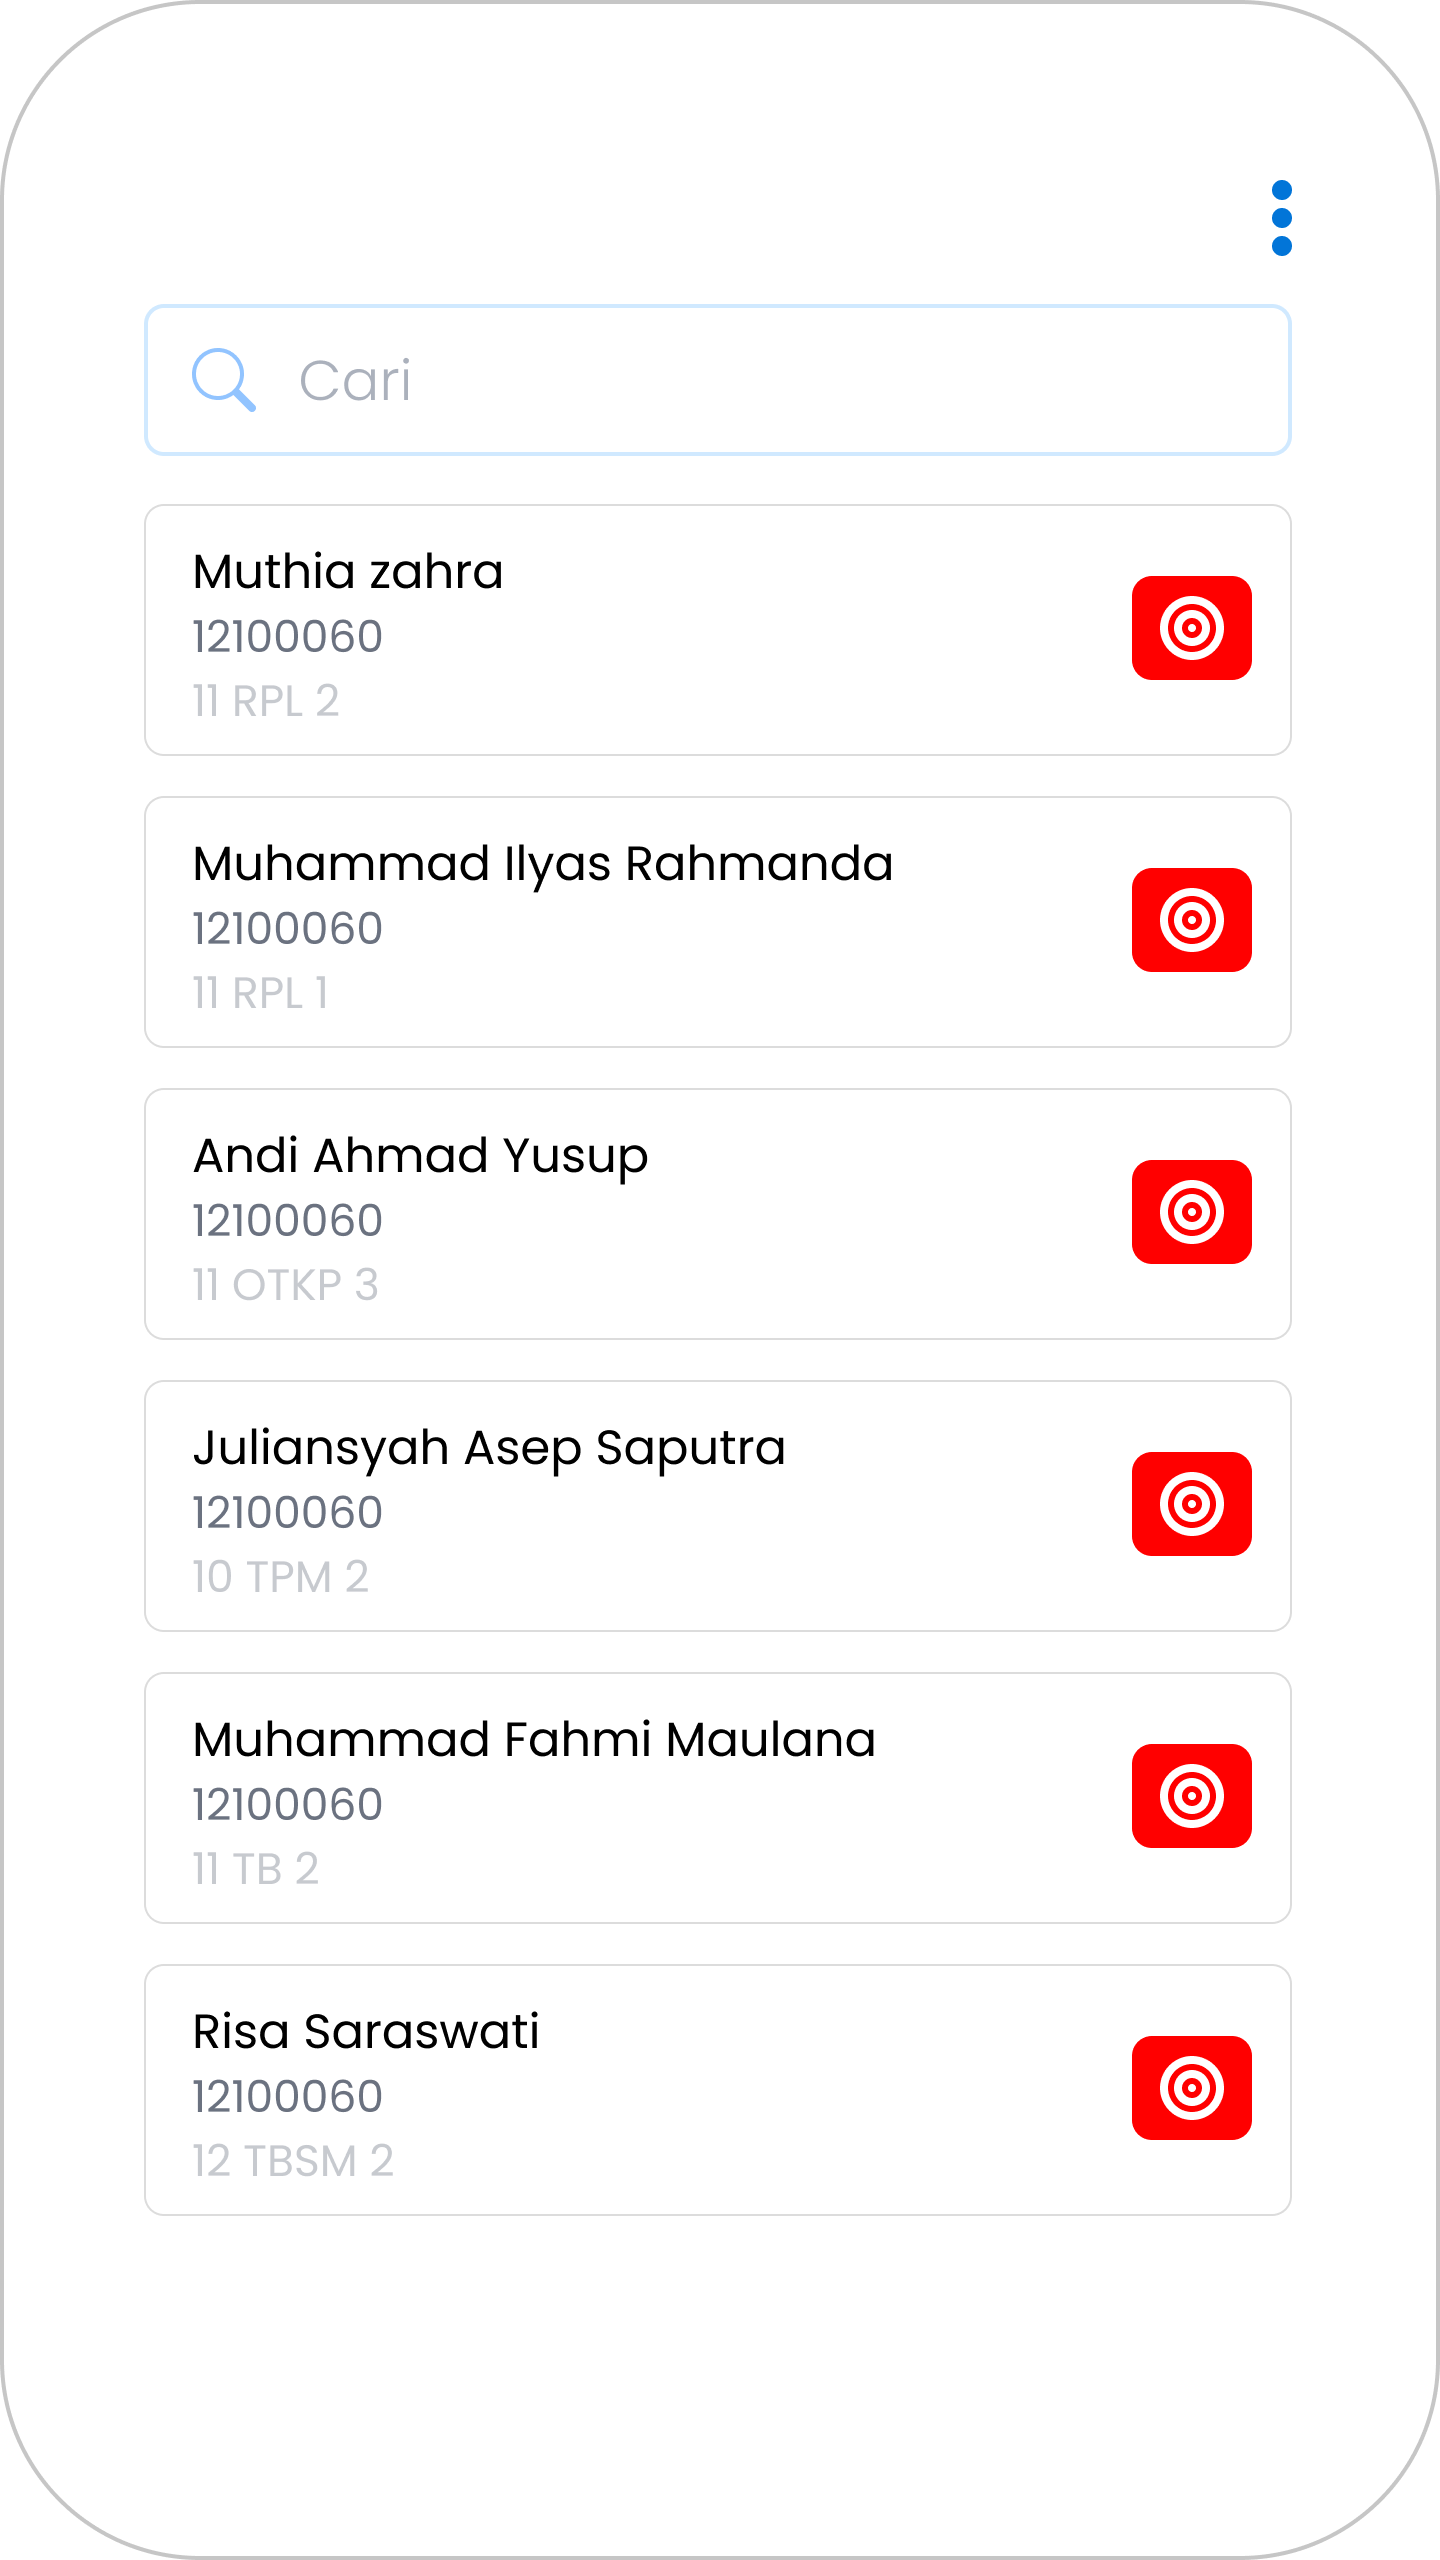 Cari
Muthia zahra
12100060
11 RPL 2
Muhammad Ilyas Rahmanda
12100060
11 RPL 1
Andi Ahmad Yusup
12100060
11 OTKP 3
Juliansyah Asep Saputra
12100060
10 TPM 2
Muhammad Fahmi Maulana
12100060
11 TB 2
Risa Saraswati
12100060
12 TBSM 2